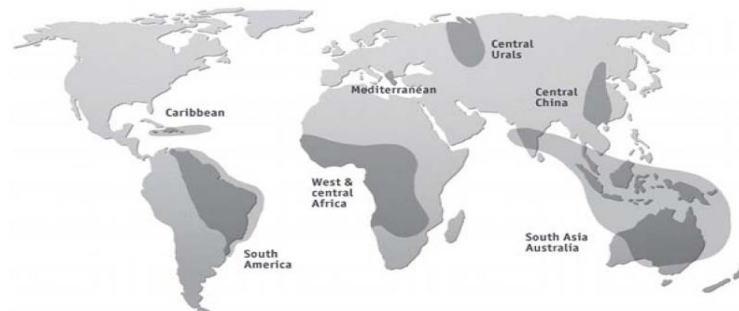 Central
Urals
Mediterranean
Central
China
Caribbean
West &
central
Africa
South Asia
Australia
South
America